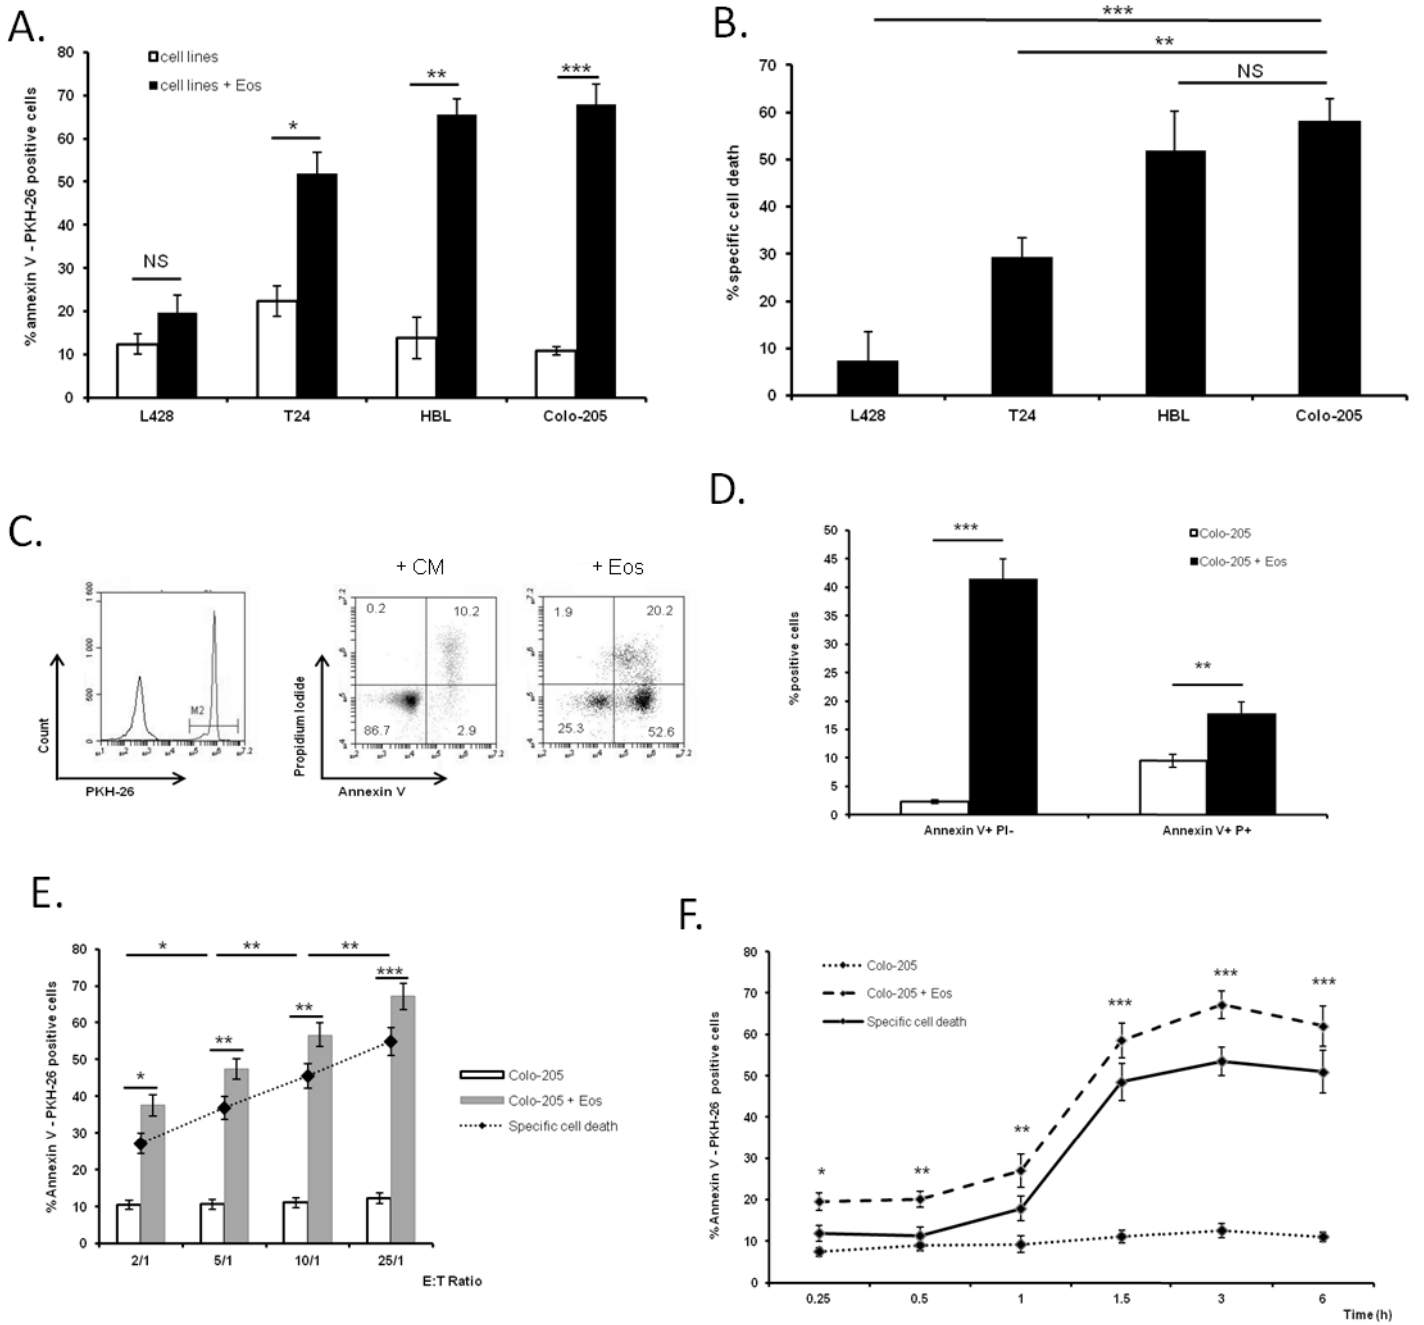 A.
80
70
60
50
40
30
20
10
0
% annexin V - PKH-26 positive cells
cell lines
cell lines + Eos
NS
*
**
***
L428
T24
HBL
Colo-205
B.
***
**
NS
70
60
50
40
30
20
10
0
% specific cell death
L428
T24
HBL
Colo-205
C.
Count
PKH-26
M2
+ CM
+ Eos
0.2
10.2
86.7
2.9
1.9
20.2
25.3
52.6
Propidium Iodide
Annexin V
D.
50
45
40
35
30
25
20
15
10
5
0
% positive cells
Colo-205
Colo-205 + Eos
***
**
Annexin V+ PI-
Annexin V+ P+
E.
80
70
60
50
40
30
20
10
0
% Annexin V - PKH-26 positive cells
*
**
**
*
**
**
***
Colo-205
Colo-205 + Eos
Specific cell death
2/1
5/1
10/1
25/1
E:T Ratio
F.
80
70
60
50
40
30
20
10
0
% Annexin V - PKH-26 positive cells
Colo-205
Colo-205 + Eos
Specific cell death
*
**
**
***
***
***
0.25
0.5
1
1.5
3
6
Time (h)